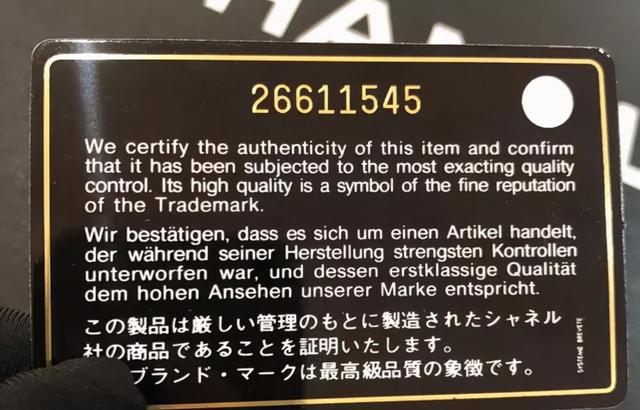 HAN
26611545
We certify the authenticity of this item and confirm
that it has been subjected to the most exacting quality
control. Its high quality is a symbol of the fine reputation
of the Trademark.
Wir bestätigen, dass es sich um einen Artikel handelt,
der während seiner Herstellung strengsten Kontrollen
unterworfen war, und dessen erstklassige Qualität
dem hohen Ansehen unserer Marke entspricht.
この製品は厳しい管理のもとに製造されたシャネル
社の商品であることを証明いたします。
ブランド・マークは最高級品質の象徴です。
SYSTEME BREVETE